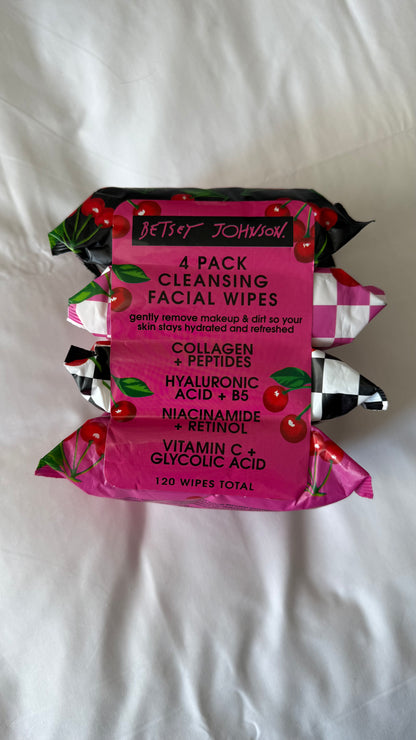 BETSEY JOHNSON.
4 PACK
CLEANSING
FACIAL WIPES
gently remove makeup & dirt so your
skin stays hydrated and refreshed
COLLAGEN
+ PEPTIDES
HYALURONIC
ACID + B5
NIACINAMIDE
+ RETINOL
VITAMIN C +
GLYCOLIC ACID
120 WIPES TOTAL